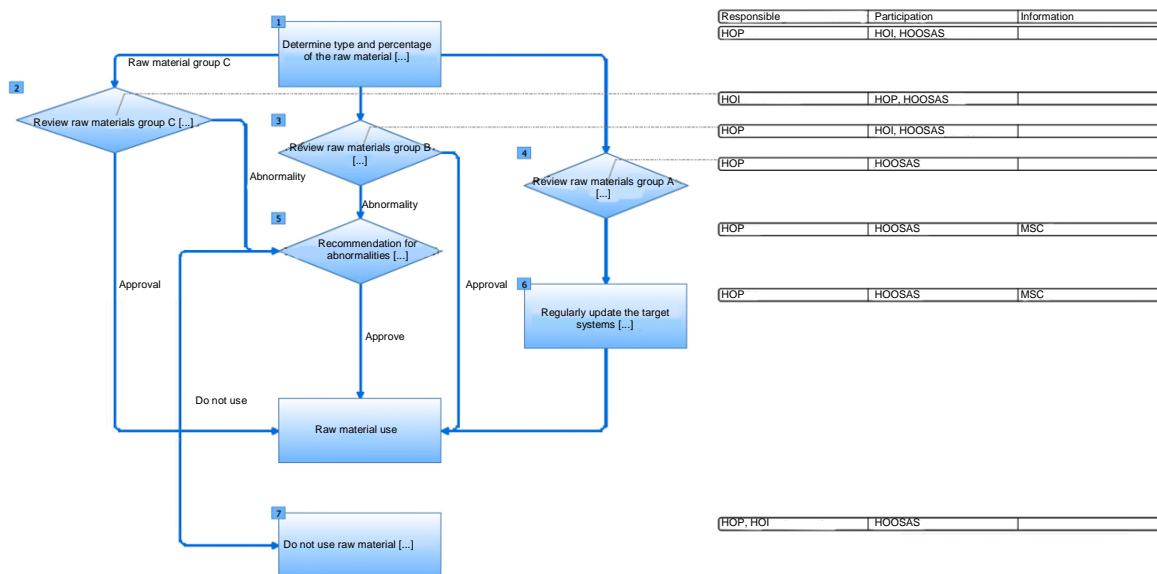 Responsible Participation Information
1
Determine type and percentage
of the raw material [...]
HOP HOI, HOOSAS
Raw material group C
2
Review raw materials group C [...]
HOI HOP, HOOSAS
3
Review raw materials group B
[...]
HOP HOI, HOOSAS
4
Review raw materials group A
[...]
HOP HOOSAS
Abnormality
Abnormality
5
Recommendation for
abnormalities [...]
HOP HOOSAS MSC
Approval
Approval
6
Regularly update the target
systems [...]
HOP HOOSAS MSC
Approve
Do not use
Raw material use
7
Do not use raw material [...]
HOP, HOI HOOSAS